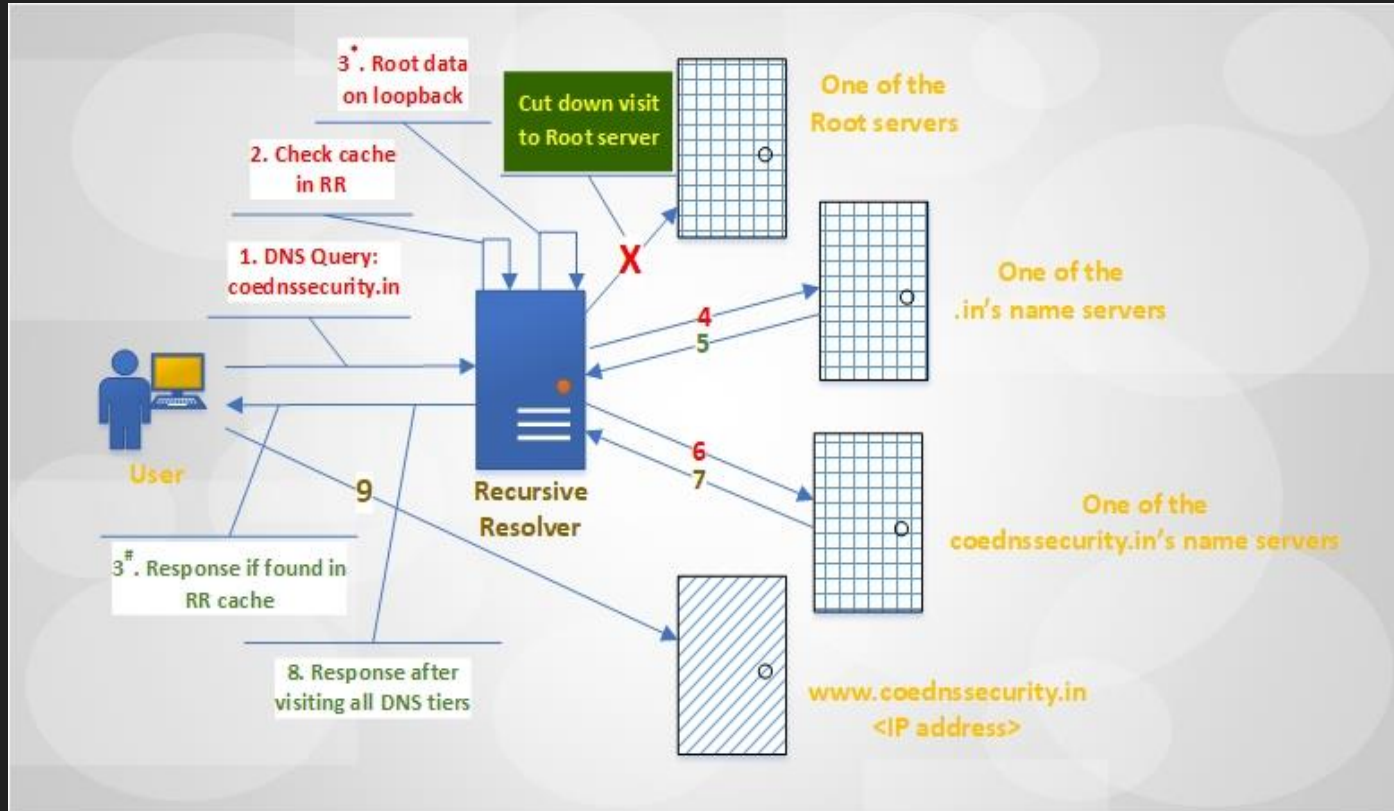 3*. Root data
on loopback
Cut down visit
to Root server
One of the
Root servers
2. Check cache
in RR
1. DNS Query:
coednssecurity.in
X
One of the
.in's name servers
4
5
User
Recursive
Resolver
9
6
7
One of the
coednssecurity.in's name servers
3#. Response if found in
RR cache
8. Response after
visiting all DNS tiers
www.coednssecurity.in
<IP address>